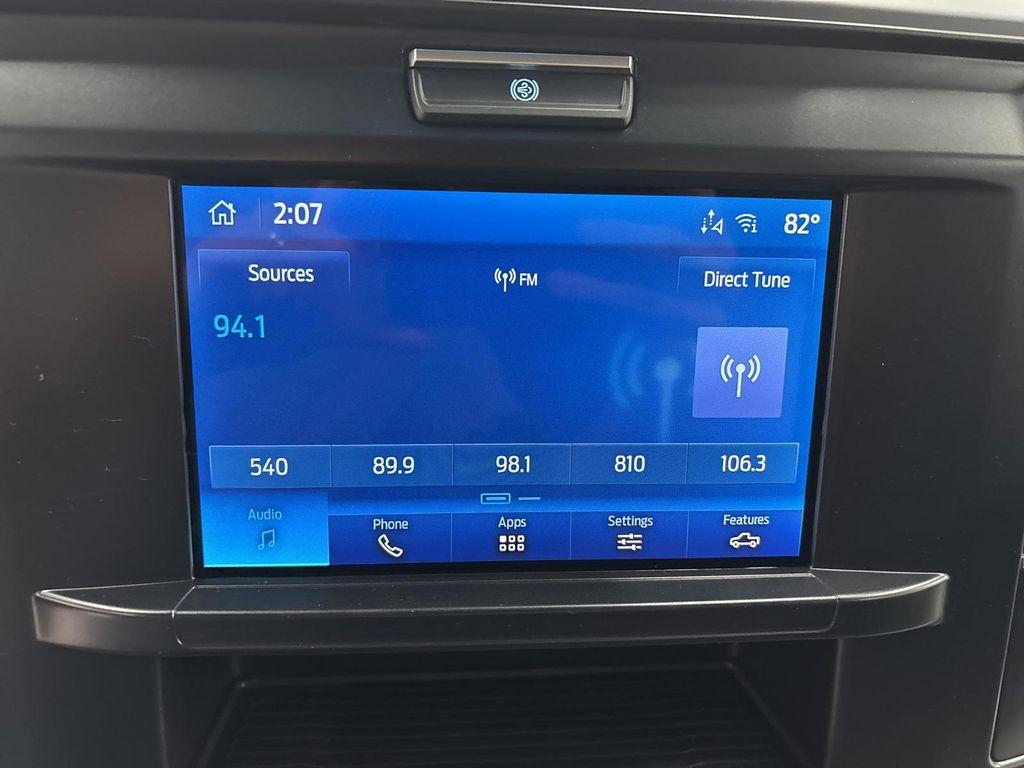 2:07 82°
Sources FM Direct Tune
94.1
540 89.9 98.1 810 106.3
Audio Phone Apps Settings Features